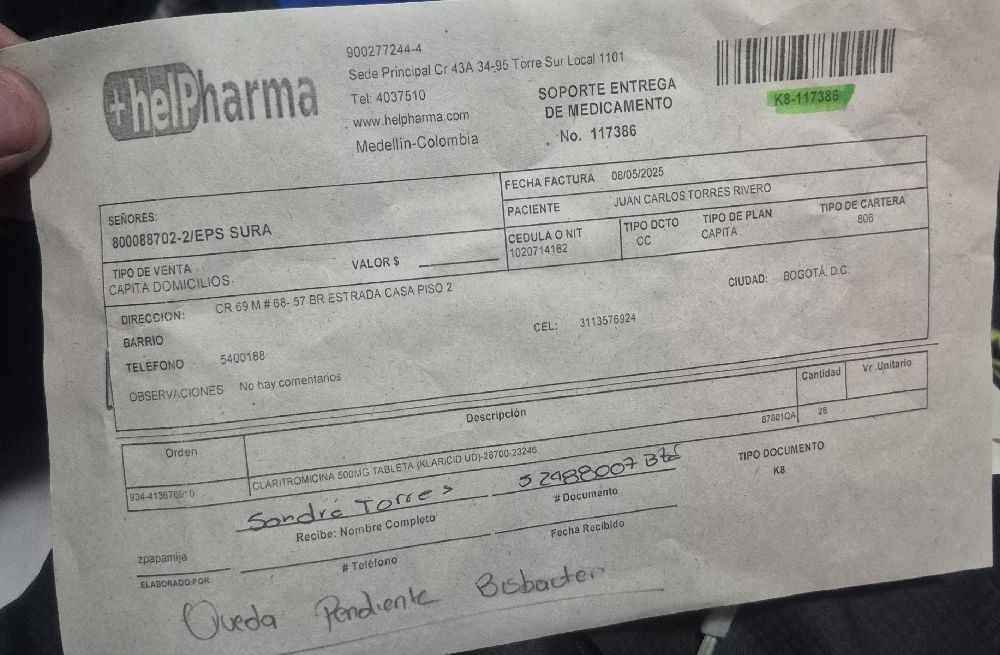 +helPharma
900277244-4
Sede Principal Cr 43A 34-95 Torre Sur Local 1101
Tel: 4037510
www.helpharma.com
Medellín-Colombia
SOPORTE ENTREGA
DE MEDICAMENTO
No. 117386
K8-117386
SEÑORES:
800088702-2/EPS SURA
FECHA FACTURA 08/05/2025
PACIENTE JUAN CARLOS TORRES RIVERO
CEDULA O NIT
1020714162
TIPO DCTO
CC
TIPO DE PLAN
CAPITA
TIPO DE CARTERA
806
TIPO DE VENTA
CAPITA DOMICILIOS.
VALOR $
DIRECCION: CR 69 M # 68- 57 BR ESTRADA CASA PISO 2
CIUDAD: BOGOTÁ, D.C.
BARRIO
CEL: 3113576924
TELÉFONO 5400188
OBSERVACIONES No hay comentarios
Orden Descripción Cantidad Vr.Unitario
934-413676910 CLARITROMICINA 500MG TABLETA (KLARICID UD)-28700-23246 87801QA 28
Sandra Torres
52488007 Bta
Recibe: Nombre Completo
# Documento
TIPO DOCUMENTO
K8
zpapamija
ELABORADO POR
# Teléfono
Fecha Recibido
Queda Pendiente Bisbacter